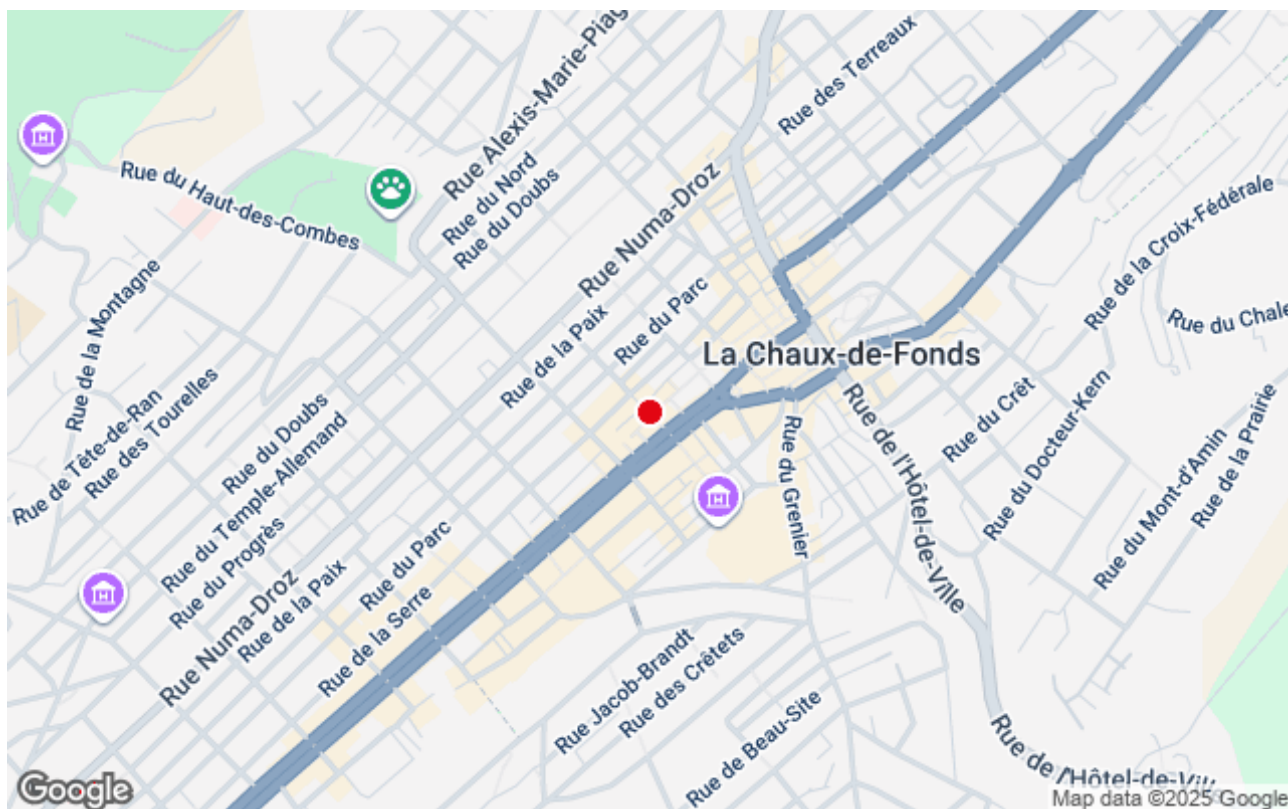 Rue Alexis-Marie-Piag
Rue des Terreaux
Rue du Haut-des-Combes
Rue du Nord
Rue du Doubs
Rue Numa-Droz
Rue de la Croix-Fédérale
Rue de la Montagne
Rue de la Paix
Rue du Parc
Rue du Chale
La Chaux-de-Fonds
Rue de Tête-de-Ran
Rue des Tourelles
Rue du Doubs
Rue du Temple-Allemand
Rue du Progrès
Rue Numa-Droz
Rue de la Paix
Rue du Parc
Rue de la Serre
Rue du Grenier
Rue de l'Hôtel-de-Ville
Rue du Crêt
Rue du Docteur-Kern
Rue du Mont-d'Amin
Rue de la Prairie
Rue Jacob-Brandt
Rue des Crêtets
Rue de Beau-Site
Rue de l'Hôtel-de-Vill
Google
Map data ©2025 Google